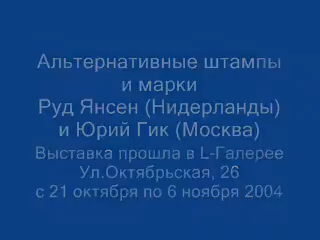 Альтернативные штампы
и марки
Руд Янсен (Нидерланды)
и Юрий Гик (Москва)
Выставка прошла в L-Галерее
Ул.Октябрьская, 26
с 21 октября по 6 ноября 2004